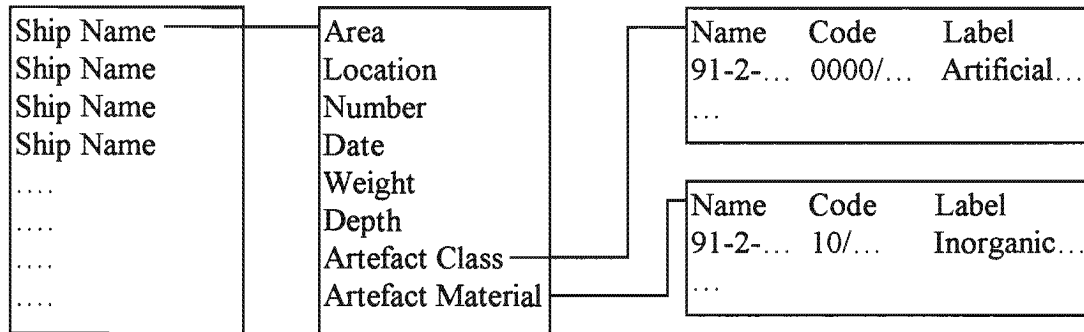 Ship Name
Ship Name
Ship Name
Ship Name
....
....
....
....
Area
Location
Number
Date
Weight
Depth
Artefact Class
Artefact Material
Name Code Label
91-2-... 0000/... Artificial...
...
Name Code Label
91-2-... 10/... Inorganic...
...